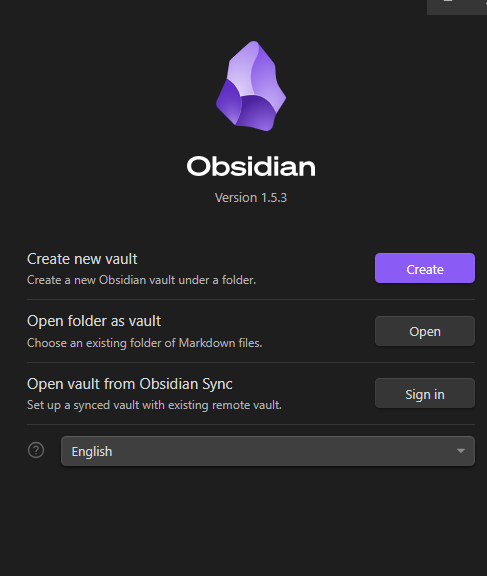 Obsidian
Version 1.5.3
Create new vault
Create a new Obsidian vault under a folder.
Create
Open folder as vault
Choose an existing folder of Markdown files.
Open
Open vault from Obsidian Sync
Set up a synced vault with existing remote vault.
Sign in
?
English